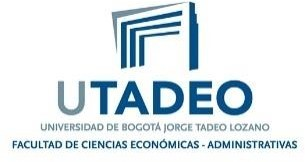 UTADEO
UNIVERSIDAD DE BOGOTÁ JORGE TADEO LOZANO
FACULTAD DE CIENCIAS ECONÓMICAS - ADMINISTRATIVAS